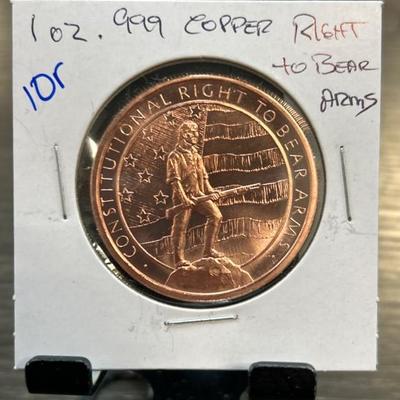 1 oz. .999 COPPER RIGHT
TO BEAR
ARMS
10r
· CONSTITUTIONAL RIGHT TO BEAR ARMS ·